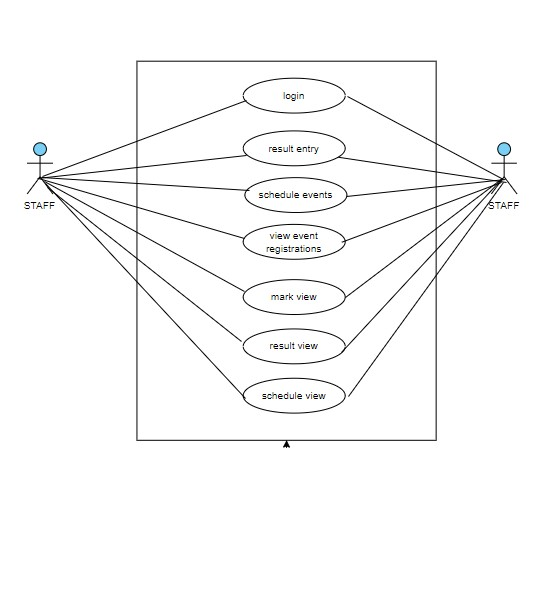 login
result entry
schedule events
STAFF
STAFF
view event
registrations
mark view
result view
schedule view